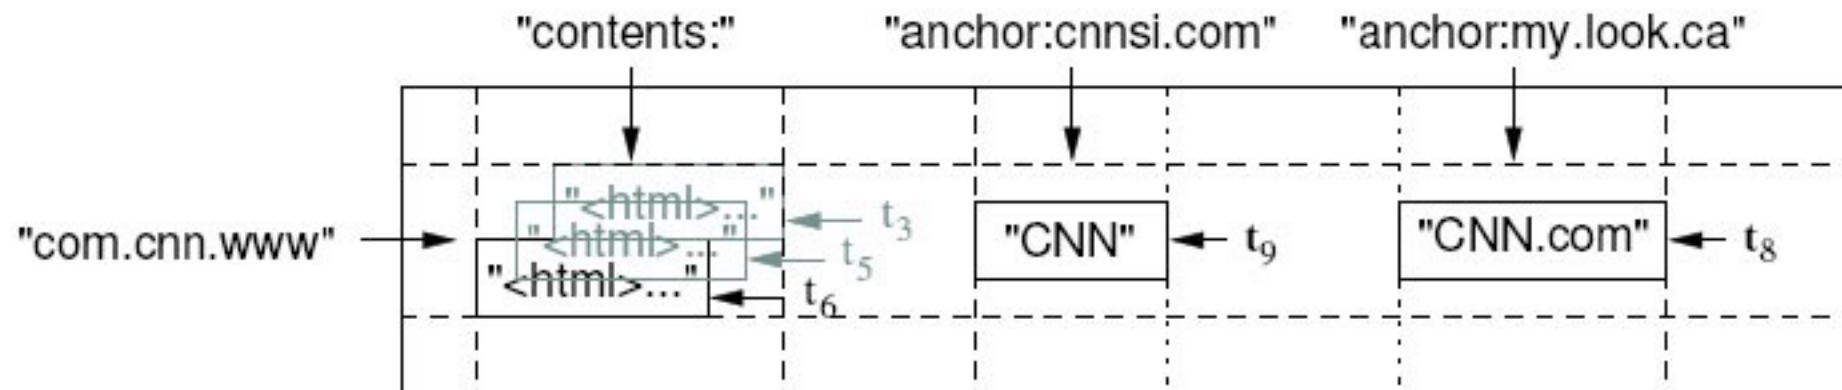 "contents:" "anchor:cnnsi.com" "anchor:my.look.ca"
"<html>..." t3
"com.cnn.www" "<html>..." t5 "CNN" t9 "CNN.com" t8
"<html>..." t6